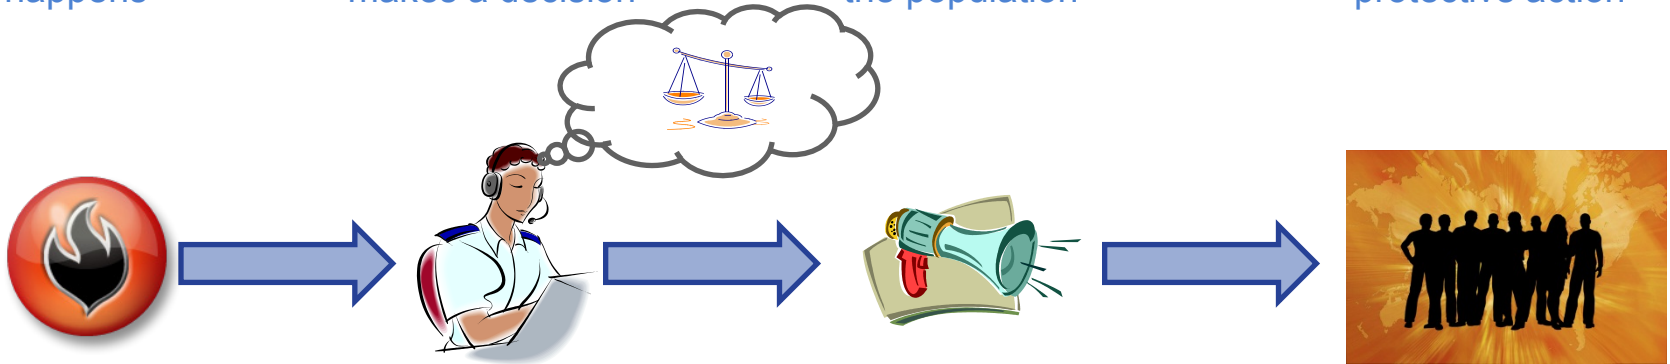 happens
makes a decision
the population
protective action